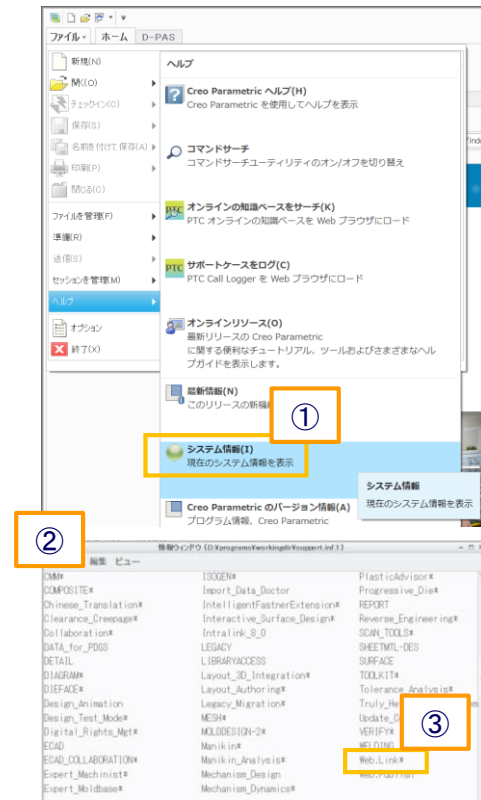 ファイル▾ ホーム D-PAS
新規(N)
開く(O)
チェックイン(O)
保存(S)
名前を付けて保存(A)
印刷(P)
閉じる(C)
ファイルを管理(F)
準備(R)
送信(S)
セッションを管理(M)
ヘルプ
オプション
終了(X)
ヘルプ
Creo Parametric ヘルプ(H)
Creo Parametric を使用してヘルプを表示
コマンドサーチ
コマンドサーチユーティリティのオン/オフを切り替え
PTC オンラインの知識ベースをサーチ(K)
PTC オンラインの知識ベースを Web ブラウザにロード
PTC サポートケースをログ(C)
PTC Call Logger を Web ブラウザにロード
オンラインリソース(O)
最新リリースの Creo Parametric
に関する便利なチュートリアル、ツールおよびさまざまなヘル
プガイドを表示します。
最新情報(N)
このリリースの新機
①
システム情報(I)
現在のシステム情報を表示
システム情報
現在のシステム情報を表示
Creo Parametric のバージョン情報(A)
プログラム情報、Creo Parametric
②
情報ウィンドウ (D:¥programs¥workingdir¥support.inf.1)
編集 ビュー
CMM* ISOGEN* PlasticAdvisor*
COMPOSITE* Import_Data_Doctor Progressive_Die*
Chinese_Translation* IntelligentFastnerExtension* REPORT
Clearance_Creepage* Interactive_Surface_Design* Reverse_Engineering*
Collaboration* Intralink_8_0 SCAN_TOOLS*
DATA_for_PDGS LEGACY SHEETMTL-DES
DETAIL LIBRARYACCESS SURFACE
DIAGRAM* Layout_3D_Integration* TOOLKIT*
DIEFACE* Layout_Authoring* Tolerance_Analysis*
Design_Animation Legacy_Migration* Truly_He
Design_Test_Mode* MESH* Update_C
Digital_Rights_Mgt* MOLDDESIGN-2* VERIFY*
③
ECAD Manikin* WELDING
ECAD_COLLABORATION* Manikin_Analysis* Web.Link*
Expert_Machinist* Mechanism_Design Web.Publish
Expert_Moldbase* Mechanism_Dynamics*